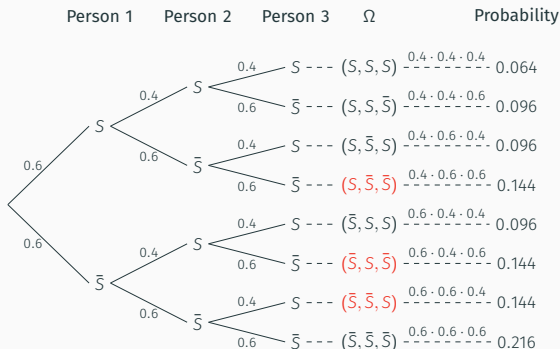 Person 1 Person 2 Person 3 Ω Probability
0.4 S (S, S, S) 0.4 · 0.4 · 0.4 0.064
0.4 S
0.6 S̄ (S, S, S̄) 0.4 · 0.4 · 0.6 0.096
0.6 S
0.4 S (S, S̄, S) 0.4 · 0.6 · 0.4 0.096
0.6 S̄
0.6 S̄ (S, S̄, S̄) 0.4 · 0.6 · 0.6 0.144
0.4 S (S̄, S, S) 0.6 · 0.4 · 0.4 0.096
0.4 S
0.6 S̄ (S̄, S, S̄) 0.6 · 0.4 · 0.6 0.144
0.6 S̄
0.4 S (S̄, S̄, S) 0.6 · 0.6 · 0.4 0.144
0.6 S̄
0.6 S̄ (S̄, S̄, S̄) 0.6 · 0.6 · 0.6 0.216